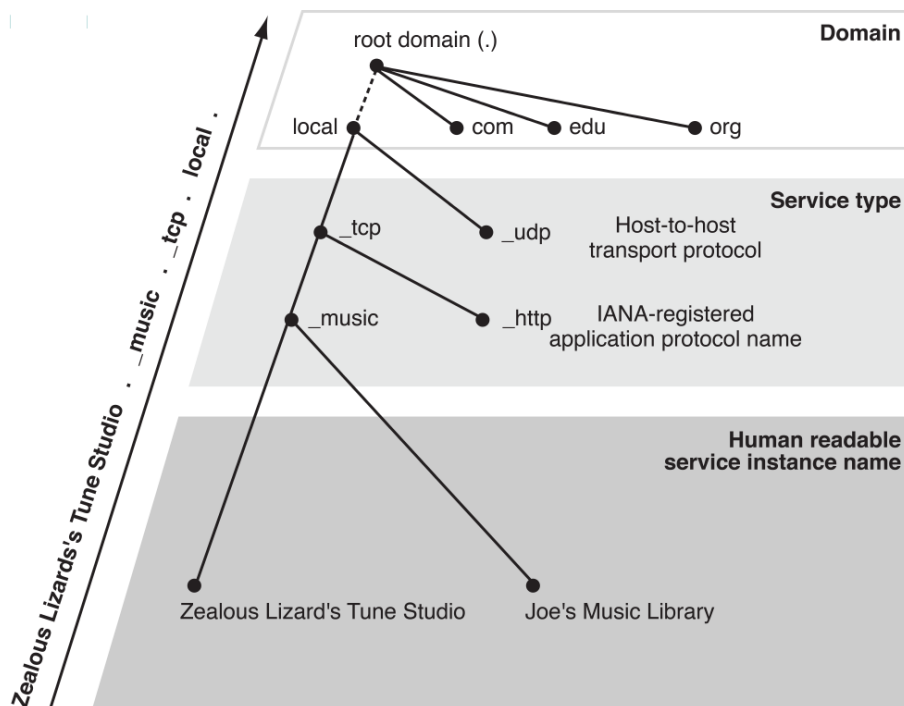 Domain
root domain (.)
local
com
edu
org
Service type
_tcp
_udp
Host-to-host
transport protocol
_music
_http
IANA-registered
application protocol name
Human readable
service instance name
Zealous Lizard's Tune Studio
Joe's Music Library
Zealous Lizards's Tune Studio . _music . _tcp . local .